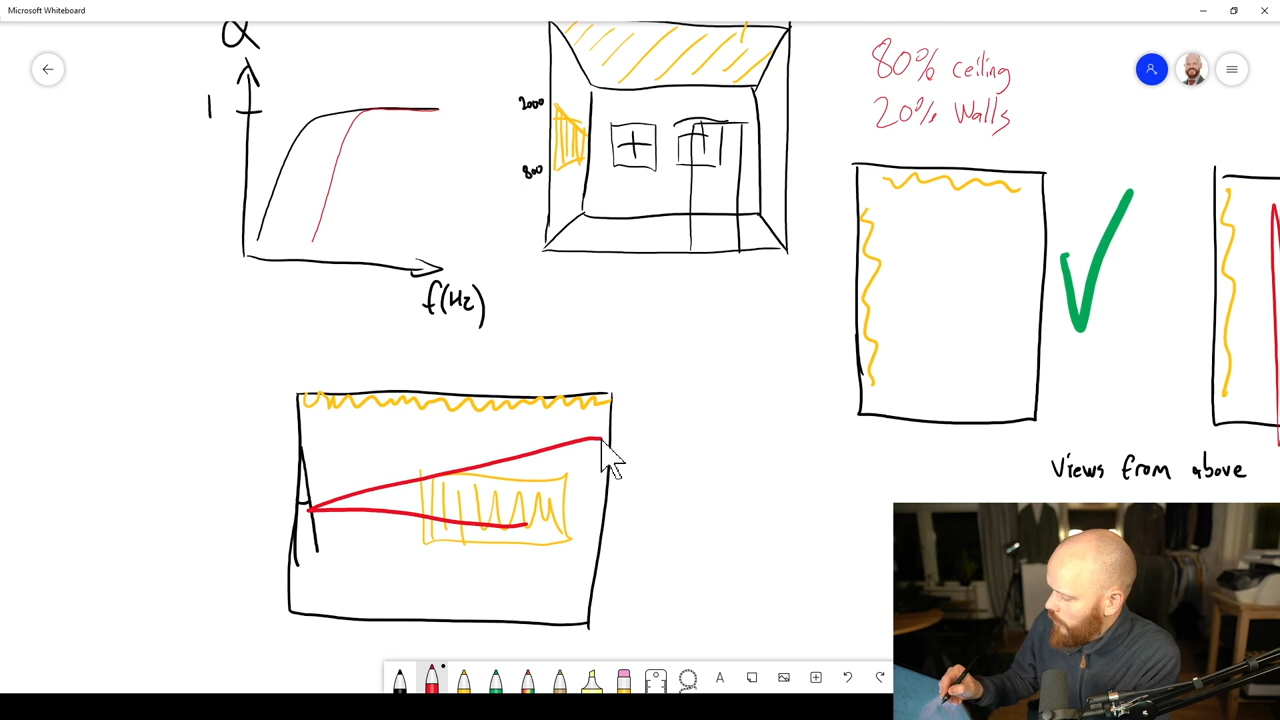 Microsoft Whiteboard
α
1
f(Hz)
2000
800
80% ceiling
20% Walls
Views from above
A